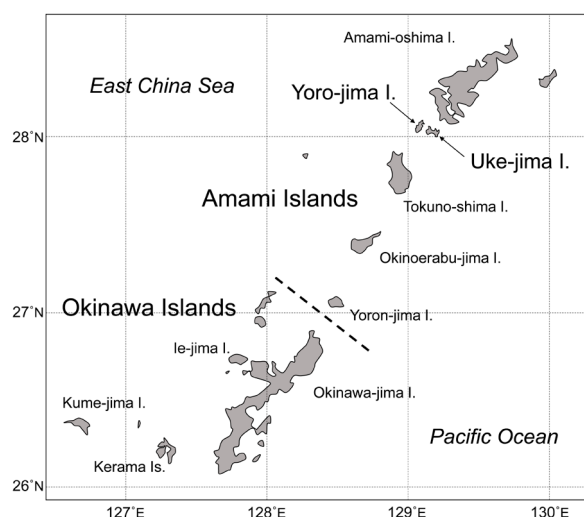 Amami-oshima I.
East China Sea
Yoro-jima I.
28°N
Uke-jima I.
Amami Islands
Tokuno-shima I.
Okinoerabu-jima I.
Okinawa Islands
27°N
Yoron-jima I.
Ie-jima I.
Okinawa-jima I.
Kume-jima I.
Pacific Ocean
Kerama Is.
26°N
127°E
128°E
129°E
130°E